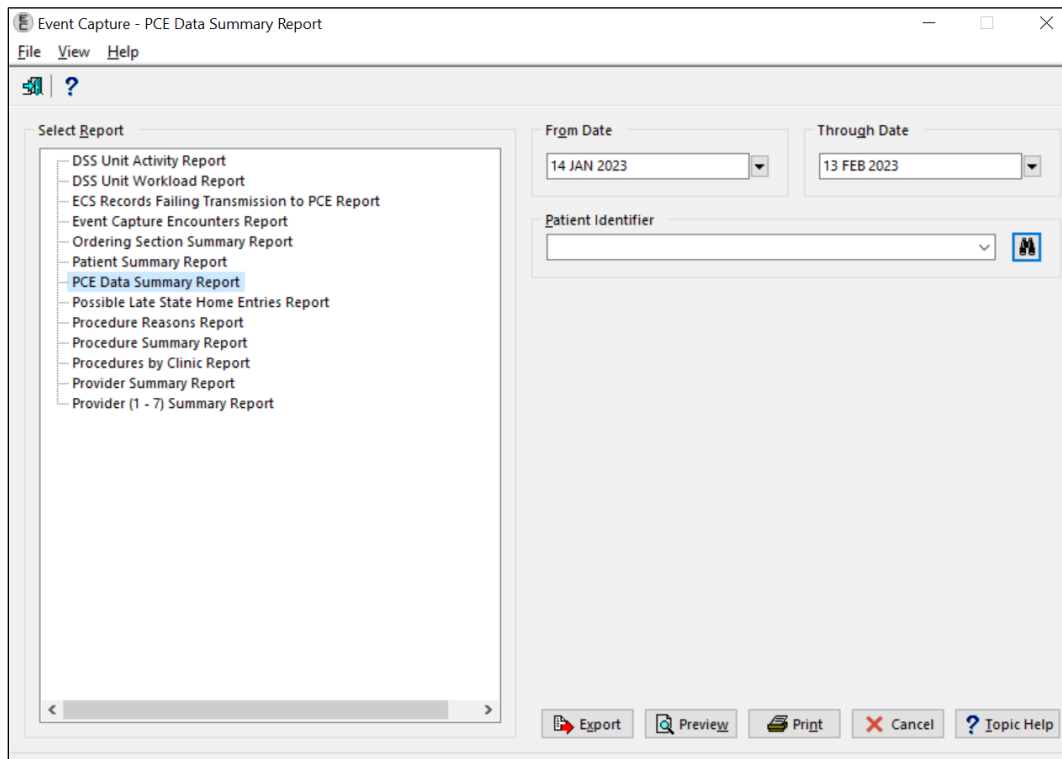 Event Capture - PCE Data Summary Report
File View Help
Select Report
DSS Unit Activity Report
DSS Unit Workload Report
ECS Records Failing Transmission to PCE Report
Event Capture Encounters Report
Ordering Section Summary Report
Patient Summary Report
PCE Data Summary Report
Possible Late State Home Entries Report
Procedure Reasons Report
Procedure Summary Report
Procedures by Clinic Report
Provider Summary Report
Provider (1 - 7) Summary Report
From Date
14 JAN 2023
Through Date
13 FEB 2023
Patient Identifier
Export Preview Print Cancel Topic Help